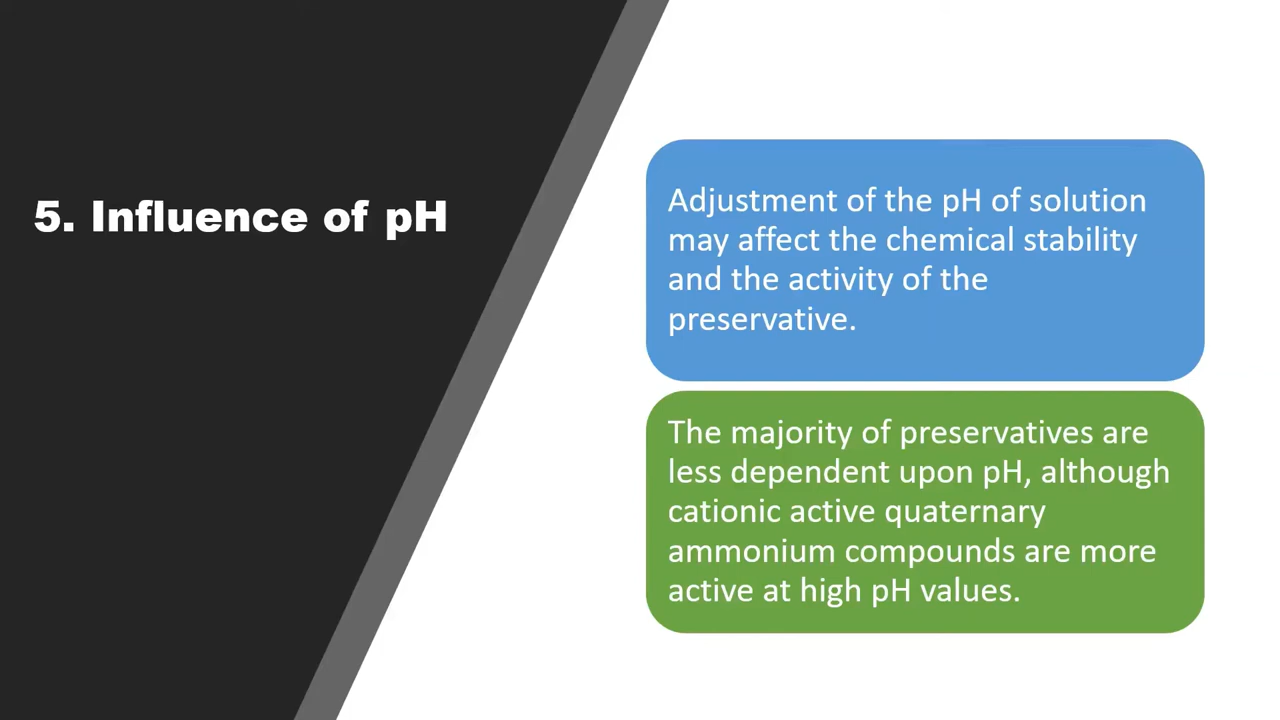 5. Influence of pH
Adjustment of the pH of solution
may affect the chemical stability
and the activity of the
preservative.
The majority of preservatives are
less dependent upon pH, although
cationic active quaternary
ammonium compounds are more
active at high pH values.